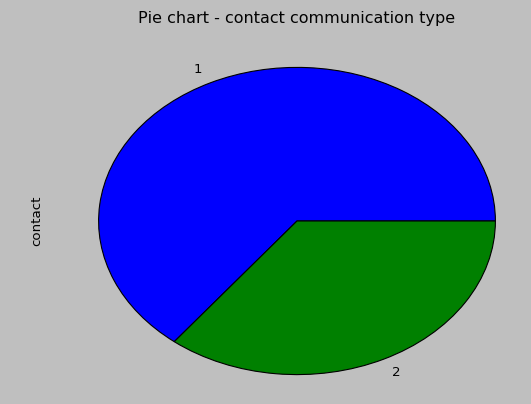 Pie chart - contact communication type
1
contact
2